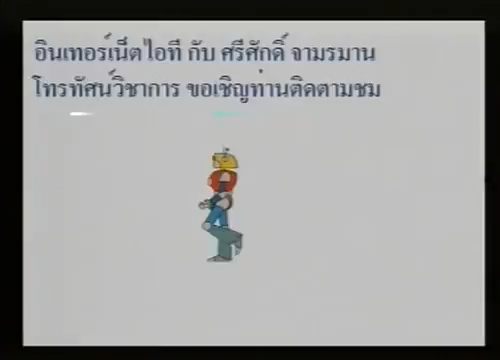 อินเทอร์เน็ตไอที กับ ศรีศักดิ์ จามรมาน
โทรทัศน์วิชาการ ขอเชิญท่านติดตามชม